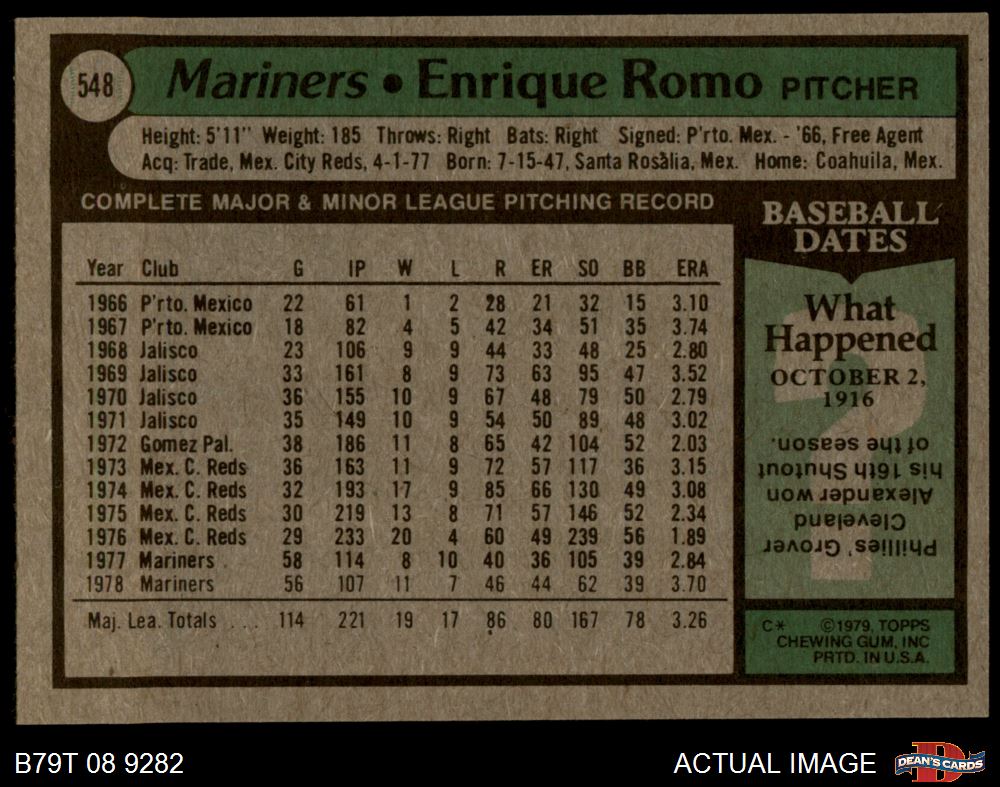 548
Mariners • Enrique Romo PITCHER
Height: 5'11" Weight: 185 Throws: Right Bats: Right Signed: P'rto. Mex. - '66, Free Agent
Acq: Trade, Mex. City Reds, 4-1-77 Born: 7-15-47, Santa Rosalia, Mex. Home: Coahuila, Mex.
COMPLETE MAJOR & MINOR LEAGUE PITCHING RECORD
Year Club G IP W L R ER SO BB ERA
1966 P'rto. Mexico 22 61 1 2 28 21 32 15 3.10
1967 P'rto. Mexico 18 82 4 5 42 34 51 35 3.74
1968 Jalisco 23 106 9 9 44 33 48 25 2.80
1969 Jalisco 33 161 8 9 73 63 95 47 3.52
1970 Jalisco 36 155 10 9 67 48 79 50 2.79
1971 Jalisco 35 149 10 9 54 50 89 48 3.02
1972 Gomez Pal. 38 186 11 8 65 42 104 52 2.03
1973 Mex. C. Reds 36 163 11 9 72 57 117 36 3.15
1974 Mex. C. Reds 32 193 17 9 85 66 130 49 3.08
1975 Mex. C. Reds 30 219 13 8 71 57 146 52 2.34
1976 Mex. C. Reds 29 233 20 4 60 49 239 56 1.89
1977 Mariners 58 114 8 10 40 36 105 39 2.84
1978 Mariners 56 107 11 7 46 44 62 39 3.70
Maj. Lea. Totals . . . 114 221 19 17 86 80 167 78 3.26
BASEBALL
DATES
What
Happened
OCTOBER 2,
1916
Phillies' Grover
Cleveland
Alexander won
his 16th Shutout
of the season.
C* ©1979, TOPPS
CHEWING GUM, INC
PRTD. IN U.S.A.
B79T 08 9282
ACTUAL IMAGE
DEAN'S CARDS